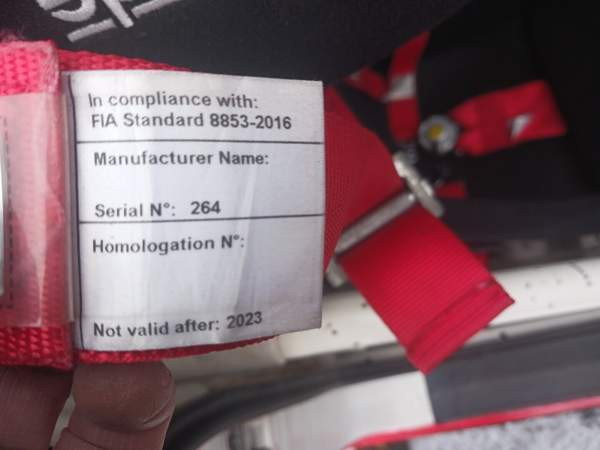 In compliance with:
FIA Standard 8853-2016
Manufacturer Name:
Serial N°: 264
Homologation N°:
Not valid after: 2023